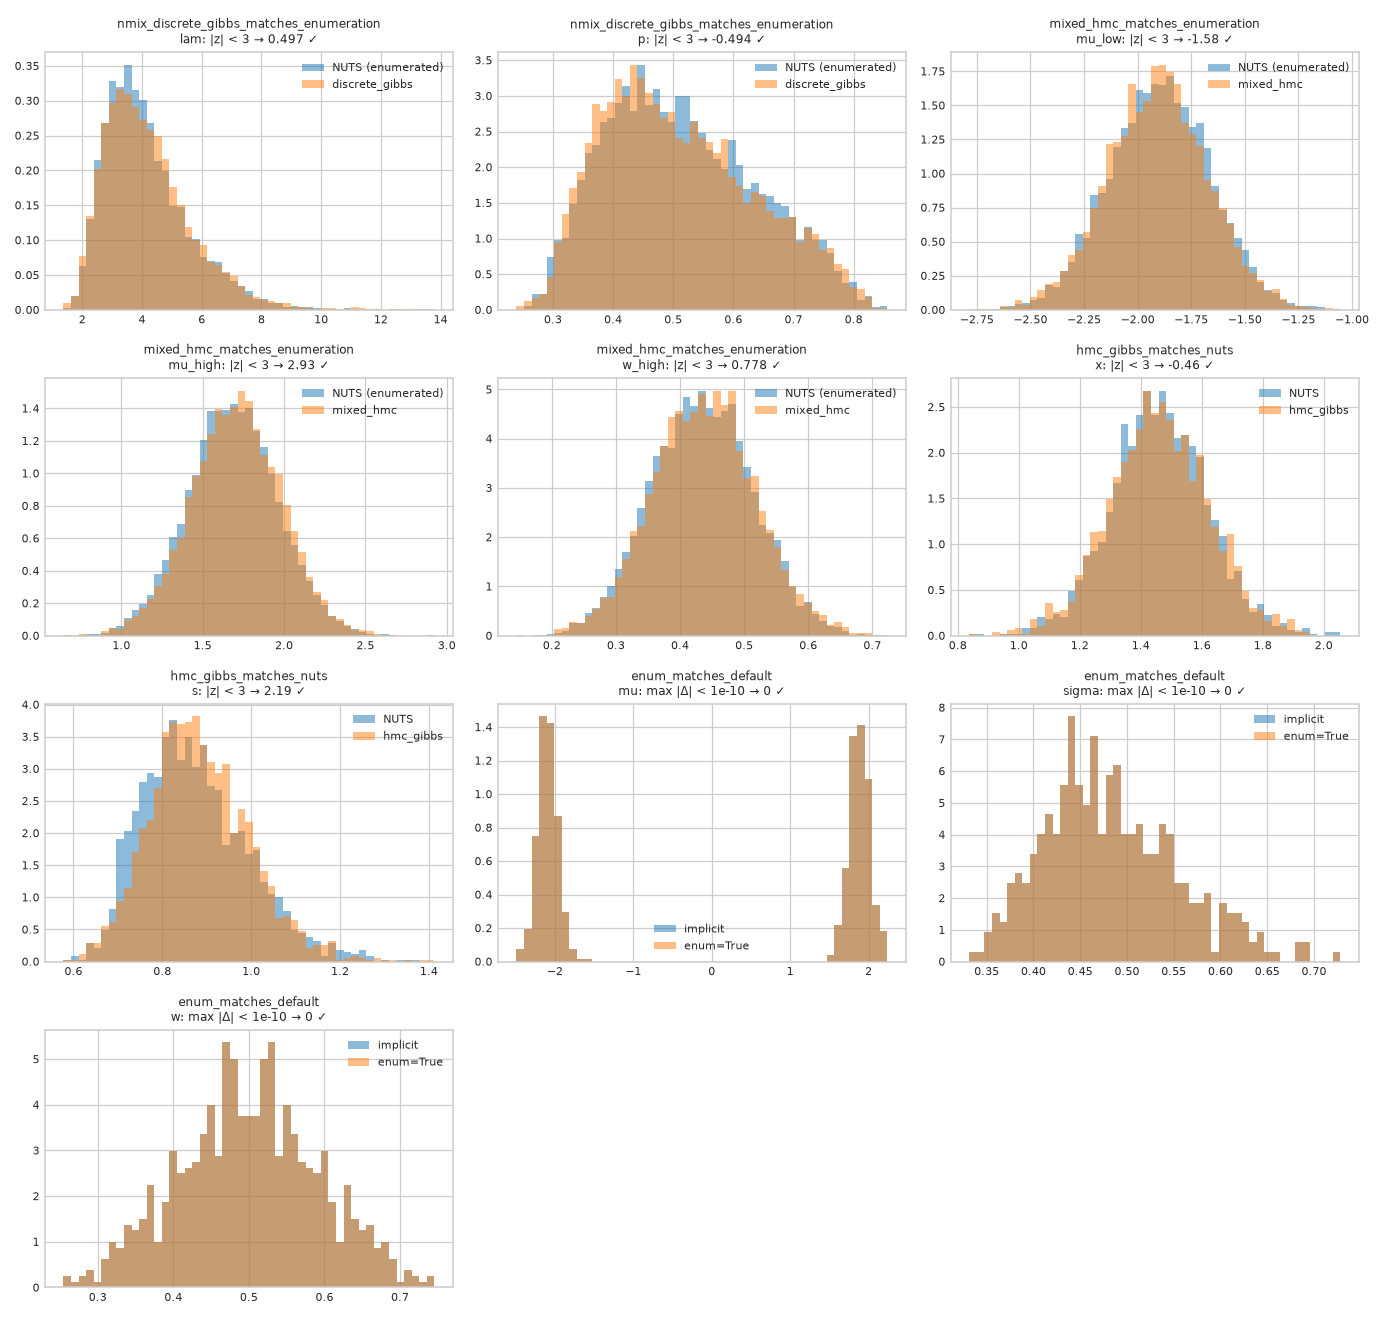 nmix_discrete_gibbs_matches_enumeration
lam: |z| < 3 → 0.497 ✓
NUTS (enumerated)
discrete_gibbs
0.35
0.30
0.25
0.20
0.15
0.10
0.05
0.00
2 4 6 8 10 12 14
nmix_discrete_gibbs_matches_enumeration
p: |z| < 3 → -0.494 ✓
NUTS (enumerated)
discrete_gibbs
3.5
3.0
2.5
2.0
1.5
1.0
0.5
0.0
0.3 0.4 0.5 0.6 0.7 0.8
mixed_hmc_matches_enumeration
mu_low: |z| < 3 → -1.58 ✓
NUTS (enumerated)
mixed_hmc
1.75
1.50
1.25
1.00
0.75
0.50
0.25
0.00
−2.75 −2.50 −2.25 −2.00 −1.75 −1.50 −1.25 −1.00
mixed_hmc_matches_enumeration
mu_high: |z| < 3 → 2.93 ✓
NUTS (enumerated)
mixed_hmc
1.4
1.2
1.0
0.8
0.6
0.4
0.2
0.0
1.0 1.5 2.0 2.5 3.0
mixed_hmc_matches_enumeration
w_high: |z| < 3 → 0.778 ✓
NUTS (enumerated)
mixed_hmc
5
4
3
2
1
0
0.2 0.3 0.4 0.5 0.6 0.7
hmc_gibbs_matches_nuts
x: |z| < 3 → -0.46 ✓
NUTS
hmc_gibbs
2.5
2.0
1.5
1.0
0.5
0.0
0.8 1.0 1.2 1.4 1.6 1.8 2.0
hmc_gibbs_matches_nuts
s: |z| < 3 → 2.19 ✓
NUTS
hmc_gibbs
4.0
3.5
3.0
2.5
2.0
1.5
1.0
0.5
0.0
0.6 0.8 1.0 1.2 1.4
enum_matches_default
mu: max |Δ| < 1e-10 → 0 ✓
implicit
enum=True
1.4
1.2
1.0
0.8
0.6
0.4
0.2
0.0
−2 −1 0 1 2
enum_matches_default
sigma: max |Δ| < 1e-10 → 0 ✓
implicit
enum=True
8
7
6
5
4
3
2
1
0
0.35 0.40 0.45 0.50 0.55 0.60 0.65 0.70
enum_matches_default
w: max |Δ| < 1e-10 → 0 ✓
implicit
enum=True
5
4
3
2
1
0
0.3 0.4 0.5 0.6 0.7